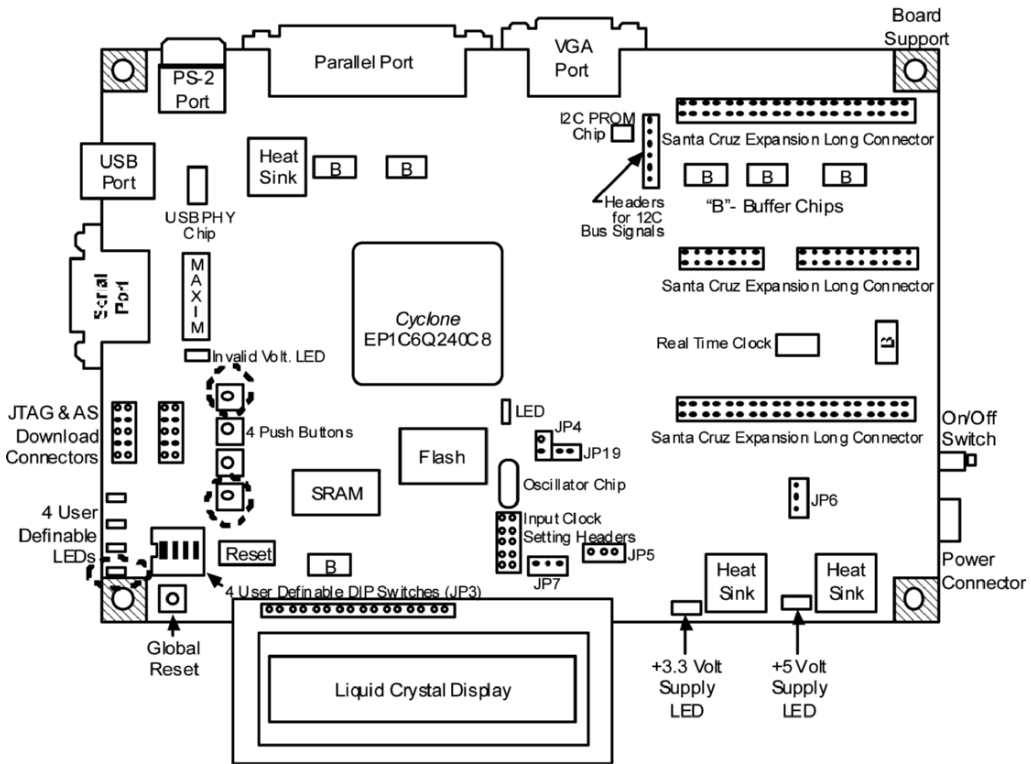 Board
Support
PS-2
Port
Parallel Port
VGA
Port
I2C PROM
Chip
Santa Cruz Expansion Long Connector
USB
Port
Heat
Sink
B
B
B
B
B
USB PHY
Chip
Headers
for 12C
Bus Signals
"B"- Buffer Chips
Serial
Port
MAXIM
Cyclone
EP1C6Q240C8
Santa Cruz Expansion Long Connector
Invalid Volt. LED
Real Time Clock
B
JTAG & AS
Download
Connectors
4 Push Buttons
LED
JP4
JP19
Santa Cruz Expansion Long Connector
On/Off
Switch
Flash
SRAM
Oscillator Chip
JP6
4 User
Definable
LEDs
Reset
B
Input Clock
Setting Headers
JP7
JP5
Heat
Sink
Heat
Sink
Power
Connector
4 User Definable DIP Switches (JP3)
Global
Reset
Liquid Crystal Display
+3.3 Volt
Supply
LED
+5 Volt
Supply
LED